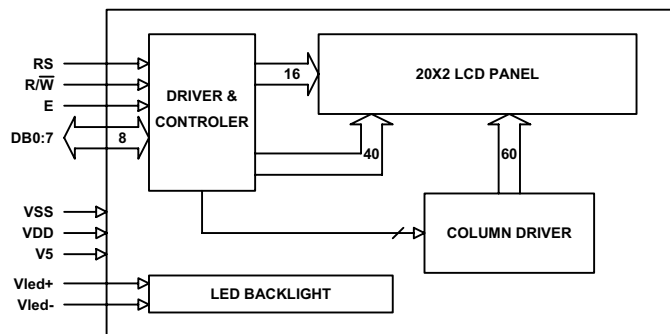 RS
R/W̅
E
DB0:7
8
DRIVER &
CONTROLER
16
20X2 LCD PANEL
40
60
VSS
VDD
V5
COLUMN DRIVER
Vled+
Vled-
LED BACKLIGHT